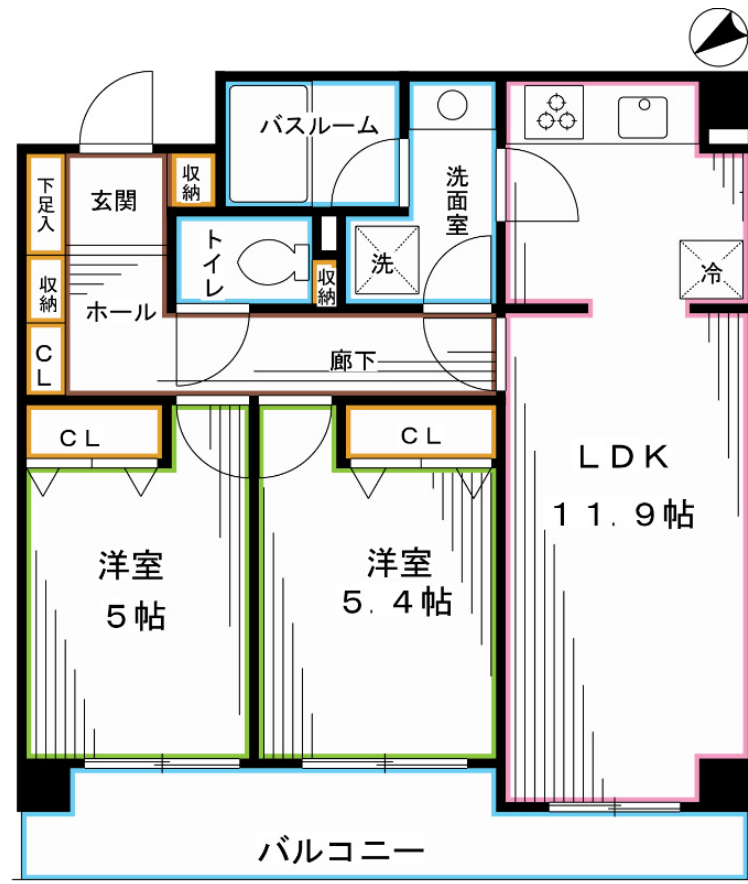 バスルーム
下足入
玄関
収納
洗面室
トイレ
洗
冷
収納
収納
ホール
CL
廊下
CL
CL
LDK
11.9帖
洋室
5帖
洋室
5.4帖
バルコニー